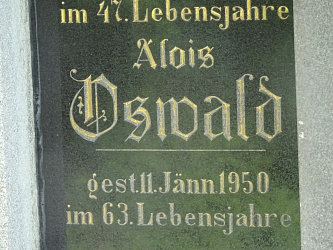 im 47. Lebensjahre
Alois
Oswald
gest. 11. Jänn. 1950
im 63. Lebensjahre